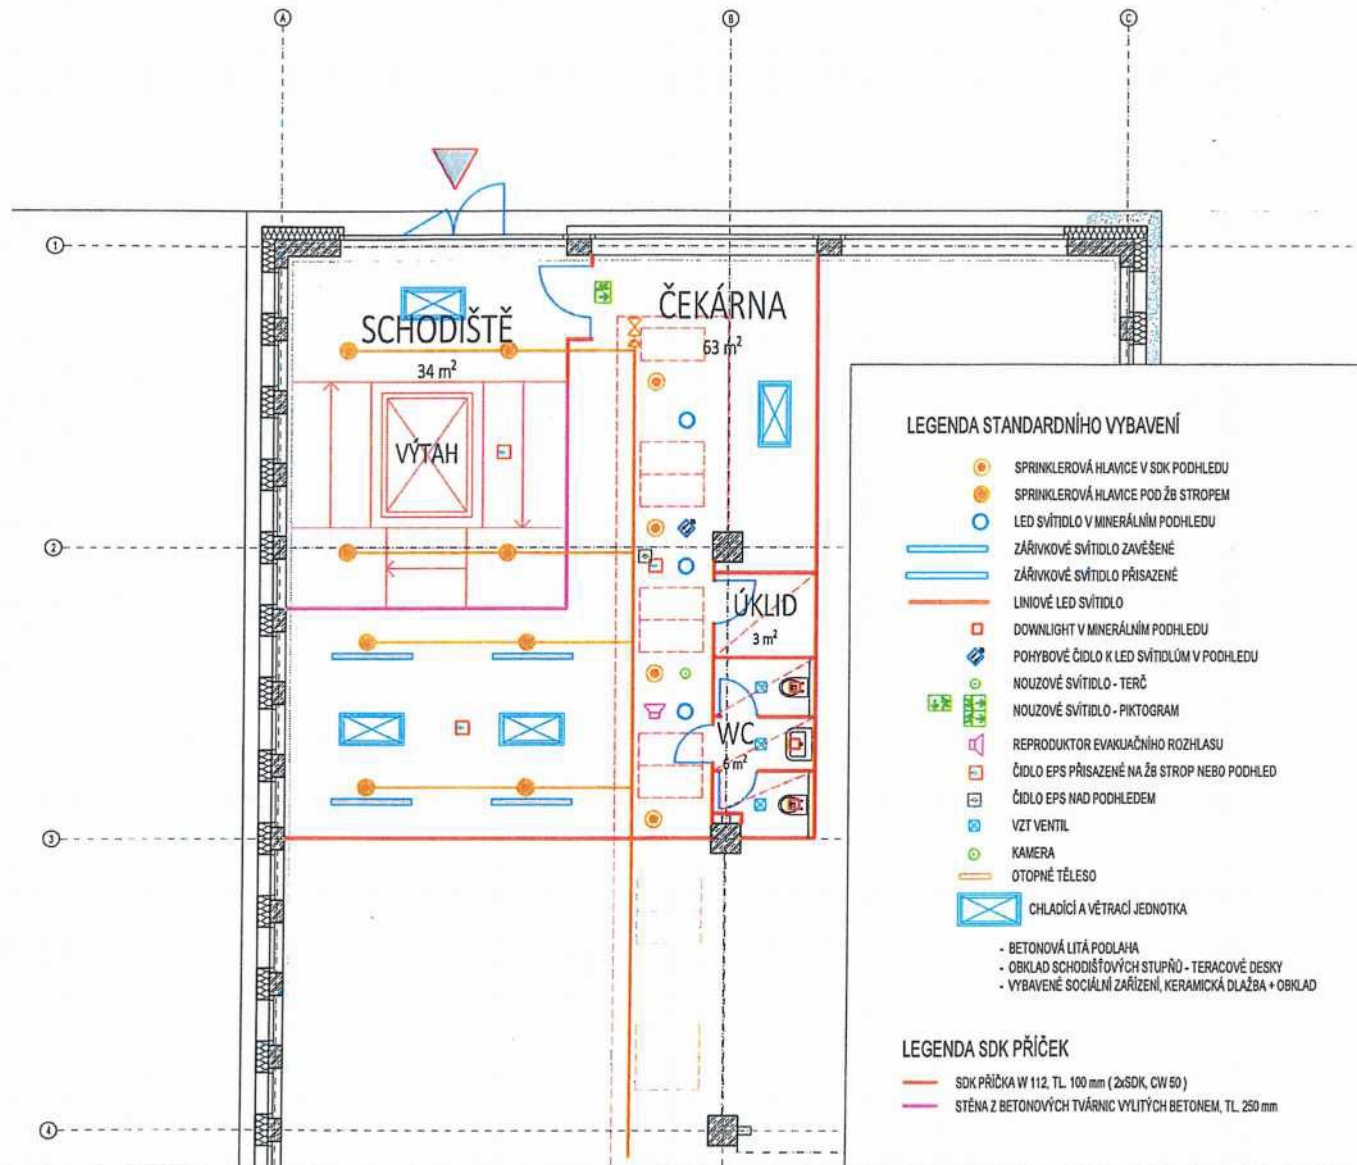 A
B
C
1
ČEKÁRNA
63 m²
SCHODIŠTĚ
34 m²
VÝTAH
2
ÚKLID
3 m²
WC
6 m²
3
4
LEGENDA STANDARDNÍHO VYBAVENÍ
SPRINKLEROVÁ HLAVICE V SDK PODHLEDU
SPRINKLEROVÁ HLAVICE POD ŽB STROPEM
LED SVÍTIDLO V MINERÁLNÍM PODHLEDU
ZÁŘIVKOVÉ SVÍTIDLO ZAVĚŠENÉ
ZÁŘIVKOVÉ SVÍTIDLO PŘISAZENÉ
LINIOVÉ LED SVÍTIDLO
DOWNLIGHT V MINERÁLNÍM PODHLEDU
POHYBOVÉ ČIDLO K LED SVÍTIDLŮM V PODHLEDU
NOUZOVÉ SVÍTIDLO - TERČ
NOUZOVÉ SVÍTIDLO - PIKTOGRAM
REPRODUKTOR EVAKUAČNÍHO ROZHLASU
ČIDLO EPS PŘISAZENÉ NA ŽB STROP NEBO PODHLED
ČIDLO EPS NAD PODHLEDEM
VZT VENTIL
KAMERA
OTOPNÉ TĚLESO
CHLADÍCÍ A VĚTRACÍ JEDNOTKA
- BETONOVÁ LITÁ PODLAHA
- OBKLAD SCHODIŠŤOVÝCH STUPŇŮ - TERACOVÉ DESKY
- VYBAVENÉ SOCIÁLNÍ ZAŘÍZENÍ, KERAMICKÁ DLAŽBA + OBKLAD
LEGENDA SDK PŘÍČEK
SDK PŘÍČKA W 112, TL. 100 mm ( 2xSDK, CW 50 )
STĚNA Z BETONOVÝCH TVÁRNIC VYLITÝCH BETONEM, TL. 250 mm